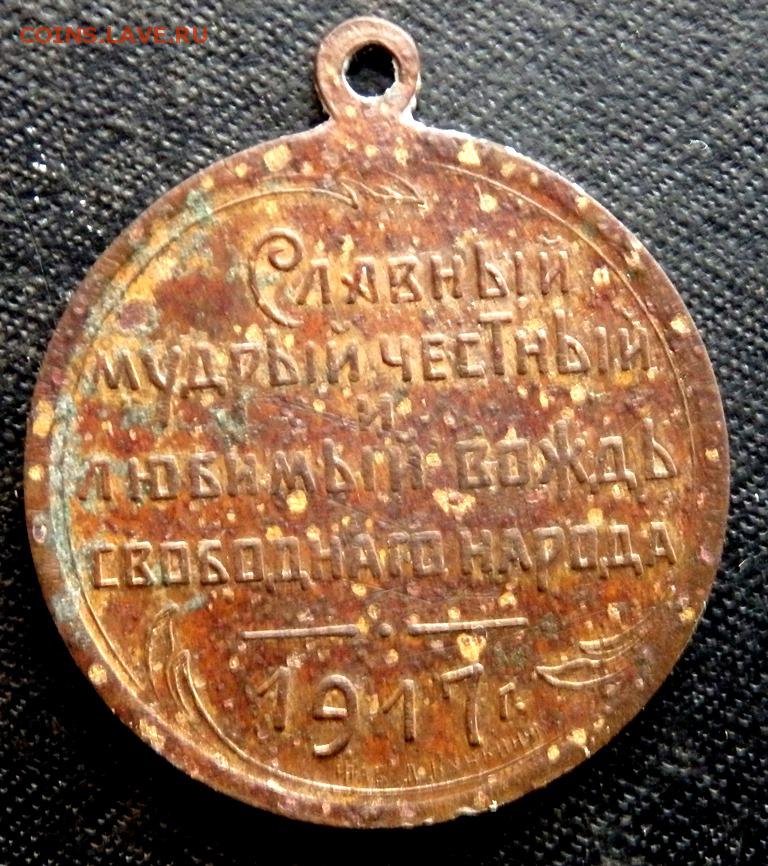 COINS.LAVE.RU
Славный
мудрый честный
и
любимый вождь
свободнаго народа
1917 г.